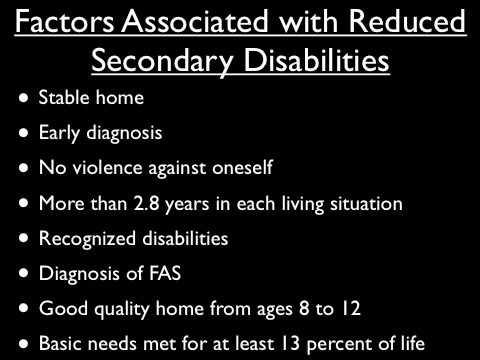 Factors Associated with Reduced
Secondary Disabilities
• Stable home
• Early diagnosis
• No violence against oneself
• More than 2.8 years in each living situation
• Recognized disabilities
• Diagnosis of FAS
• Good quality home from ages 8 to 12
• Basic needs met for at least 13 percent of life